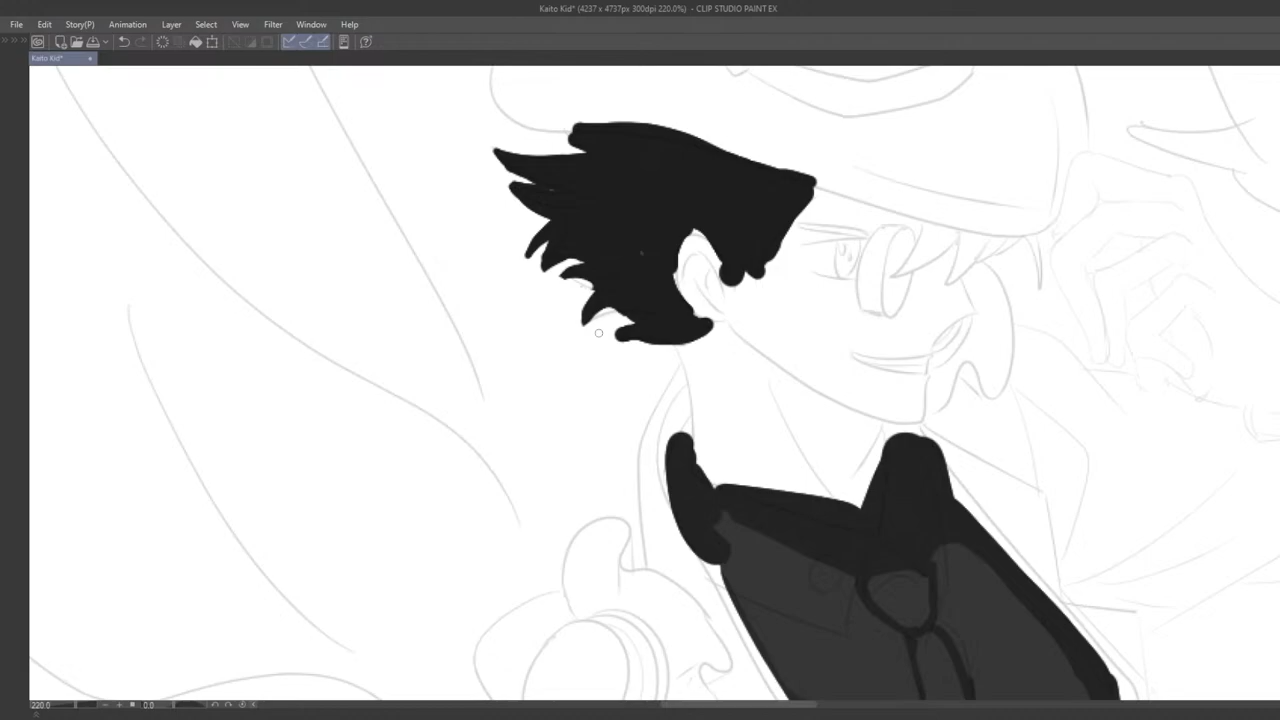 Kaito Kid* (4237 x 4737px 300dpi 220.0%) - CLIP STUDIO PAINT EX
File Edit Story(P) Animation Layer Select View Filter Window Help
Kaito Kid*
220.0 0.0